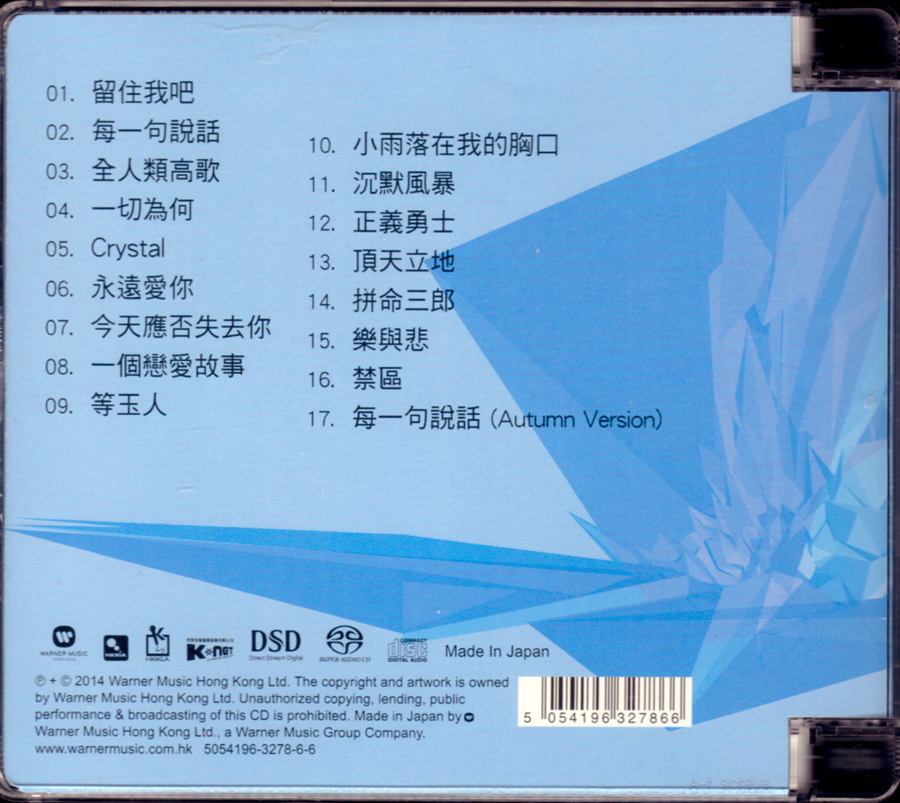 01. 留住我吧
02. 每一句說話
03. 全人類高歌
04. 一切為何
05. Crystal
06. 永遠愛你
07. 今天應否失去你
08. 一個戀愛故事
09. 等玉人
10. 小雨落在我的胸口
11. 沉默風暴
12. 正義勇士
13. 頂天立地
14. 拼命三郎
15. 樂與悲
16. 禁區
17. 每一句說話 (Autumn Version)
WARNER MUSIC
HKRIA
HKRLA
K-net
DSD
Direct Stream Digital
SUPER AUDIO CD
COMPACT
disc
DIGITAL AUDIO
Made In Japan
℗ + © 2014 Warner Music Hong Kong Ltd. The copyright and artwork is owned
by Warner Music Hong Kong Ltd. Unauthorized copying, lending, public
performance & broadcasting of this CD is prohibited. Made in Japan by
Warner Music Hong Kong Ltd., a Warner Music Group Company.
www.warnermusic.com.hk 5054196-3278-6-6
5 054196 327866